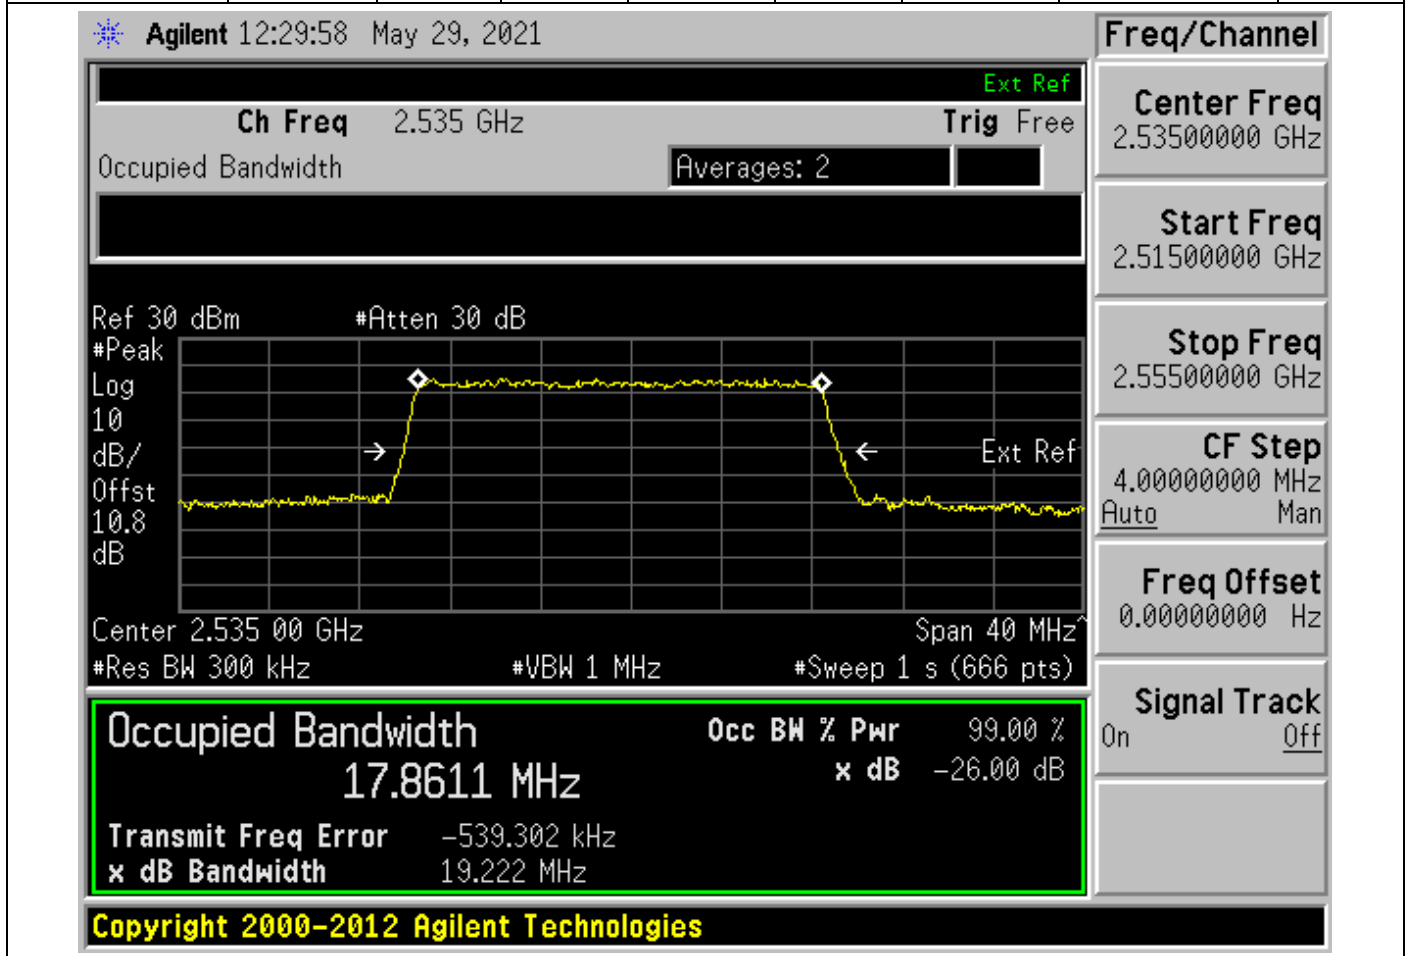 Agilent 12:29:58 May 29, 2021
Freq/Channel
Ext Ref
Ch Freq 2.535 GHz
Trig Free
Occupied Bandwidth
Averages: 2
Ref 30 dBm #Atten 30 dB
#Peak
Log
10
dB/
Offst
10.8
dB
Ext Ref
Center 2.535 00 GHz
Span 40 MHz^
#Res BW 300 kHz #VBW 1 MHz #Sweep 1 s (666 pts)
Occupied Bandwidth
17.8611 MHz
Occ BW % Pwr 99.00 %
x dB -26.00 dB
Transmit Freq Error -539.302 kHz
x dB Bandwidth 19.222 MHz
Copyright 2000-2012 Agilent Technologies
Center Freq
2.53500000 GHz
Start Freq
2.51500000 GHz
Stop Freq
2.55500000 GHz
CF Step
4.00000000 MHz
Auto Man
Freq Offset
0.00000000 Hz
Signal Track
On Off